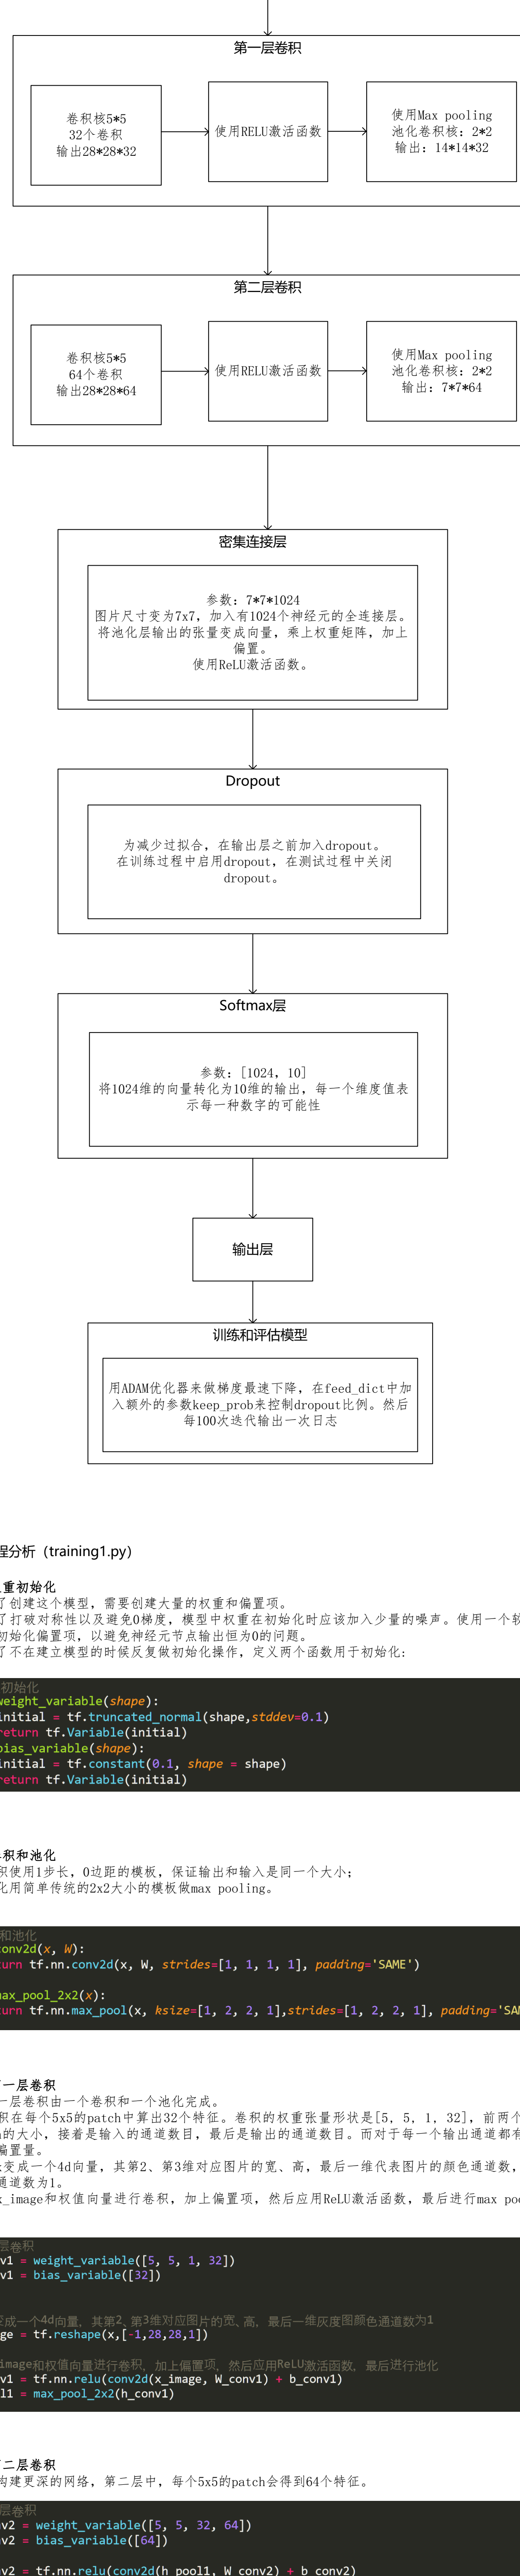 第一层卷积
卷积核5*5
32个卷积
输出28*28*32
使用RELU激活函数
使用Max pooling
池化卷积核：2*2
输出：14*14*32
第二层卷积
卷积核5*5
64个卷积
输出28*28*64
使用RELU激活函数
使用Max pooling
池化卷积核：2*2
输出：7*7*64
密集连接层
参数：7*7*1024
图片尺寸变为7x7，加入有1024个神经元的全连接层。
将池化层输出的张量变成向量，乘上权重矩阵，加上
偏置。
使用ReLU激活函数。
Dropout
为减少过拟合，在输出层之前加入dropout。
在训练过程中启用dropout，在测试过程中关闭
dropout。
Softmax层
参数：[1024, 10]
将1024维的向量转化为10维的输出，每一个维度值表
示每一种数字的可能性
输出层
训练和评估模型
用ADAM优化器来做梯度最速下降，在feed_dict中加
入额外的参数keep_prob来控制dropout比例。然后
每100次迭代输出一次日志
程分析（training1.py）
重初始化
了创建这个模型，需要创建大量的权重和偏置项。
了打破对称性以及避免0梯度，模型中权重在初始化时应该加入少量的噪声。使用一个较
初始化偏置项，以避免神经元节点输出恒为0的问题。
了不在建立模型的时候反复做初始化操作，定义两个函数用于初始化:
初始化
weight_variable(shape):
initial = tf.truncated_normal(shape,stddev=0.1)
return tf.Variable(initial)
bias_variable(shape):
initial = tf.constant(0.1, shape = shape)
return tf.Variable(initial)
积和池化
积使用1步长，0边距的模板，保证输出和输入是同一个大小;
化用简单传统的2x2大小的模板做max pooling。
和池化
conv2d(x, W):
urn tf.nn.conv2d(x, W, strides=[1, 1, 1, 1], padding='SAME')
max_pool_2x2(x):
urn tf.nn.max_pool(x, ksize=[1, 2, 2, 1],strides=[1, 2, 2, 1], padding='SAM
一层卷积
一层卷积由一个卷积和一个池化完成。
积在每个5x5的patch中算出32个特征。卷积的权重张量形状是[5, 5, 1, 32]，前两个
的大小，接着是输入的通道数目，最后是输出的通道数目。而对于每一个输出通道都有
偏置量。
x变成一个4d向量，其第2、第3维对应图片的宽、高，最后一维代表图片的颜色通道数，
通道数为1。
x_image和权值向量进行卷积，加上偏置项，然后应用ReLU激活函数，最后进行max poo
层卷积
v1 = weight_variable([5, 5, 1, 32])
v1 = bias_variable([32])
变成一个4d向量，其第2、第3维对应图片的宽、高，最后一维灰度图颜色通道数为1
ge = tf.reshape(x,[-1,28,28,1])
image和权值向量进行卷积，加上偏置项，然后应用ReLU激活函数，最后进行池化
v1 = tf.nn.relu(conv2d(x_image, W_conv1) + b_conv1)
l1 = max_pool_2x2(h_conv1)
二层卷积
构建更深的网络，第二层中，每个5x5的patch会得到64个特征。
层卷积
nv2 = weight_variable([5, 5, 32, 64])
nv2 = bias_variable([64])
nv2 = tf.nn.relu(conv2d(h_pool1, W_conv2) + b_conv2)